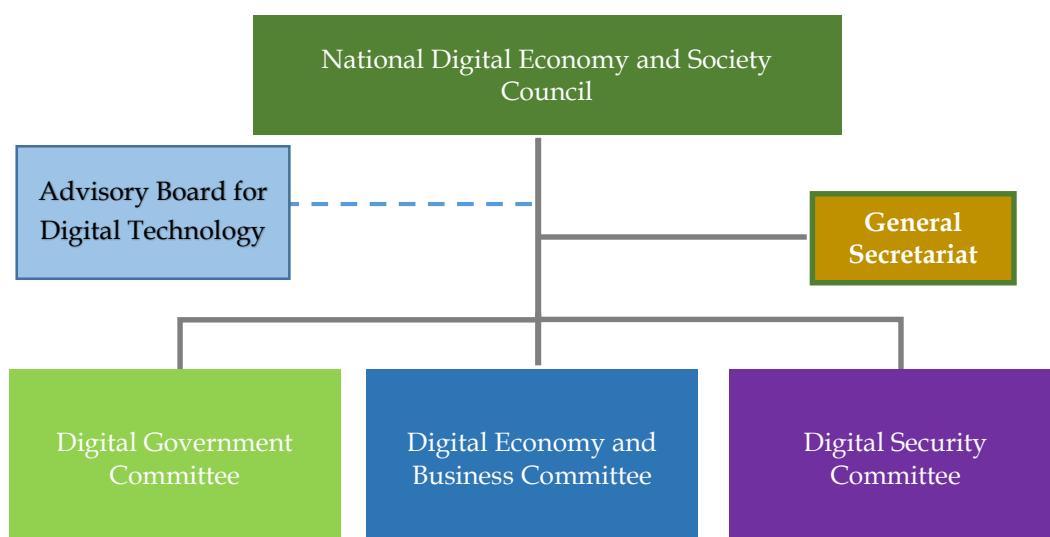 National Digital Economy and Society
Council
Advisory Board for
Digital Technology
General
Secretariat
Digital Government
Committee
Digital Economy and
Business Committee
Digital Security
Committee